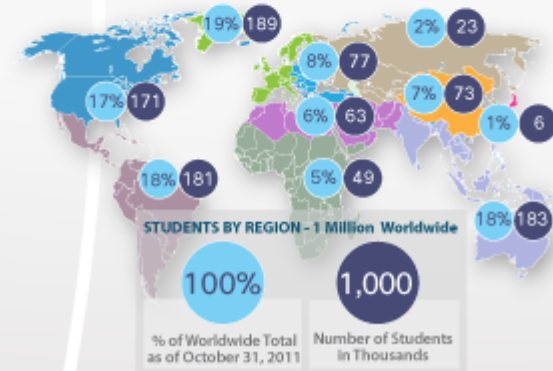 19% 189
2% 23
8% 77
17% 171
7% 73
6% 63
1% 6
18% 181
5% 49
18% 183
STUDENTS BY REGION - 1 Million Worldwide
100% 1,000
% of Worldwide Total
as of October 31, 2011
Number of Students
in Thousands